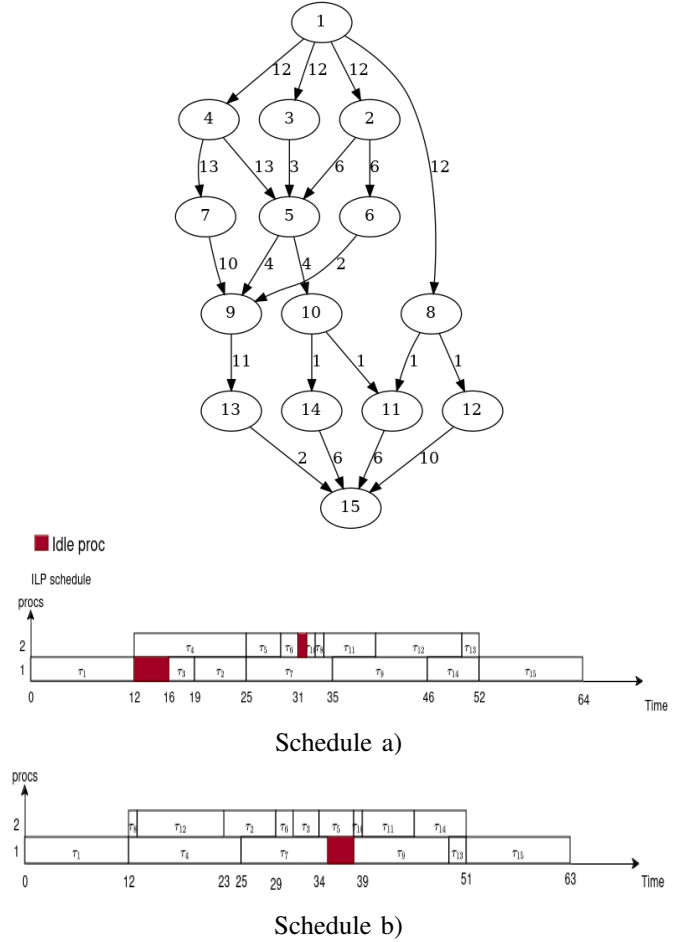 1
12 12 12
4 3 2
13 13 3 6 6 12
7 5 6
10 4 4 2
9 10 8
11 1 1 1 1
13 14 11 12
2 6 6 10
15
Idle proc
ILP schedule
procs
2 τ4 τ5 τ6 τ10 τ8 τ11 τ12 τ13
1 τ1 τ3 τ2 τ7 τ9 τ14 τ15
0 12 16 19 25 31 35 46 52 64 Time
Schedule a)
procs
2 τ8 τ12 τ2 τ6 τ3 τ5 τ10 τ11 τ14
1 τ1 τ4 τ7 τ9 τ13 τ15
0 12 23 25 29 34 39 51 63 Time
Schedule b)